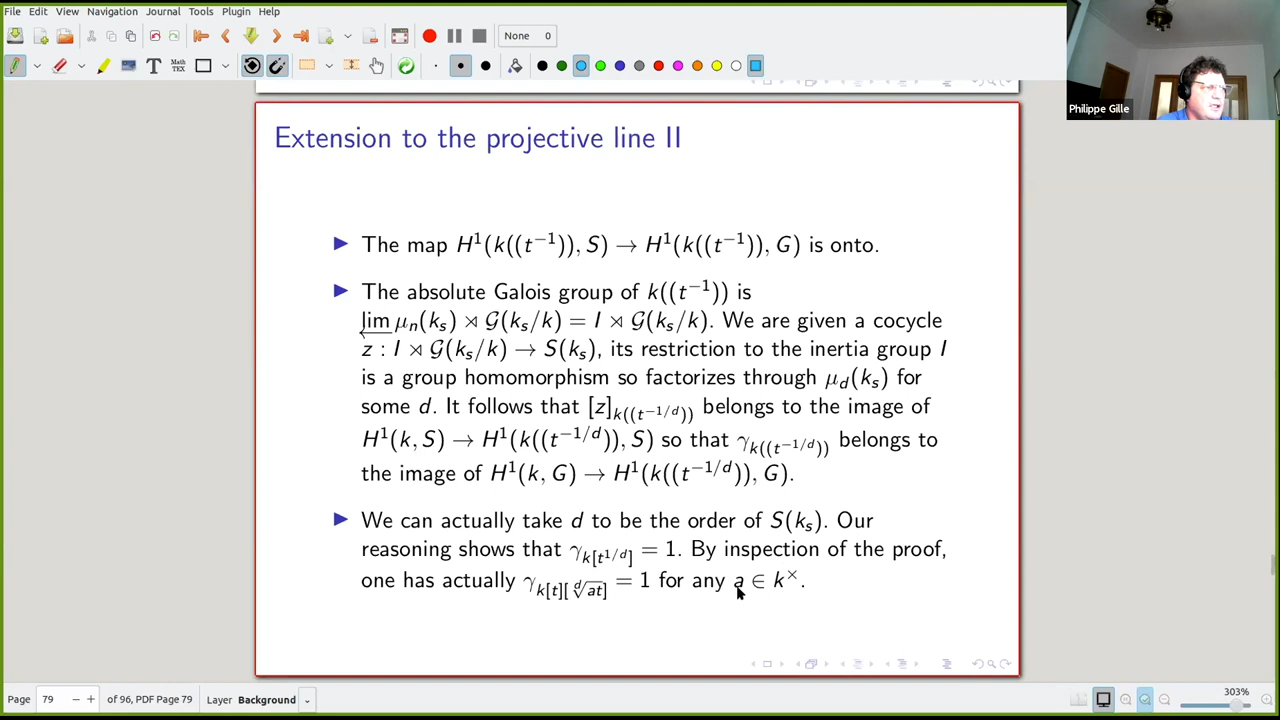 File Edit View Navigation Journal Tools Plugin Help
None 0
Philippe Gille
Extension to the projective line II
▶ The map H¹(k((t⁻¹)), S) → H¹(k((t⁻¹)), G) is onto.
▶ The absolute Galois group of k((t⁻¹)) is
lim← μₙ(kₛ) ⋊ 𝒢(kₛ/k) = I ⋊ 𝒢(kₛ/k). We are given a cocycle
z : I ⋊ 𝒢(kₛ/k) → S(kₛ), its restriction to the inertia group I
is a group homomorphism so factorizes through μ_d(kₛ) for
some d. It follows that [z]_{k((t^{-1/d}))} belongs to the image of
H¹(k, S) → H¹(k((t^{-1/d})), S) so that γ_{k((t^{-1/d}))} belongs to
the image of H¹(k, G) → H¹(k((t^{-1/d})), G).
▶ We can actually take d to be the order of S(kₛ). Our
reasoning shows that γ_{k[t^{1/d}]} = 1. By inspection of the proof,
one has actually γ_{k[t][\sqrt[d]{at}]} = 1 for any a ∈ k^×.
Page 79 of 96, PDF Page 79 Layer Background 303%